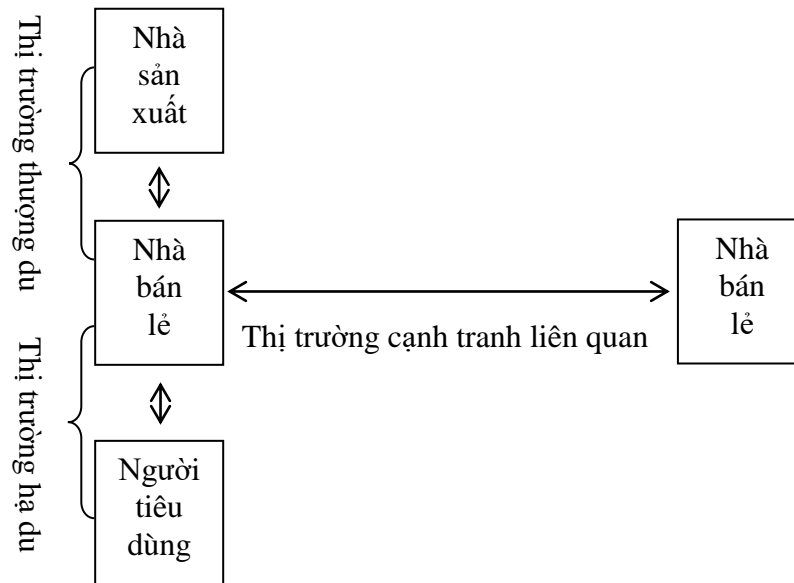 Thị trường thượng du
Nhà
sản
xuất
Nhà
bán
lẻ
Nhà
bán
lẻ
Thị trường cạnh tranh liên quan
Thị trường hạ du
Người
tiêu
dùng